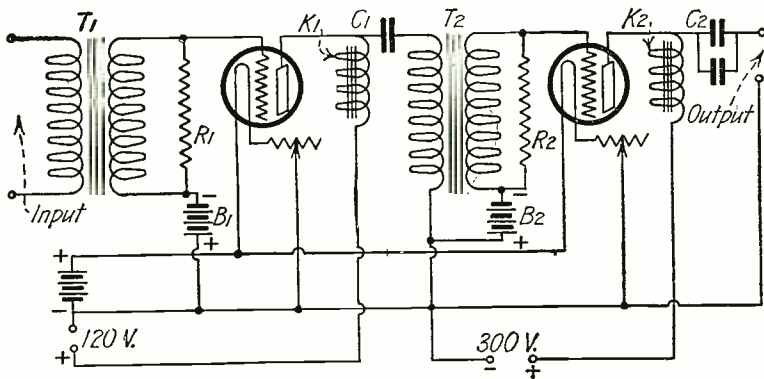 T1
K1
C1
T2
K2
C2
R1
R2
Output
Input
B1
B2
-
+
-
+
+
-
120 V.
+
300 V.
-
+